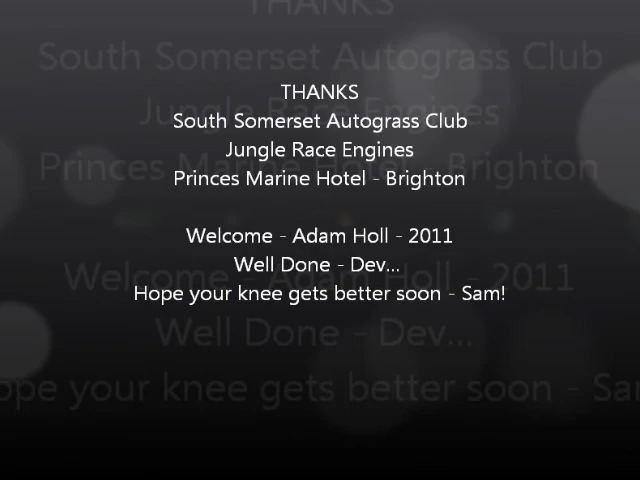 THANKS
South Somerset Autograss Club
Jungle Race Engines
Princes Marine Hotel - Brighton
Welcome - Adam Holl - 2011
Well Done - Dev...
Hope your knee gets better soon - Sam!